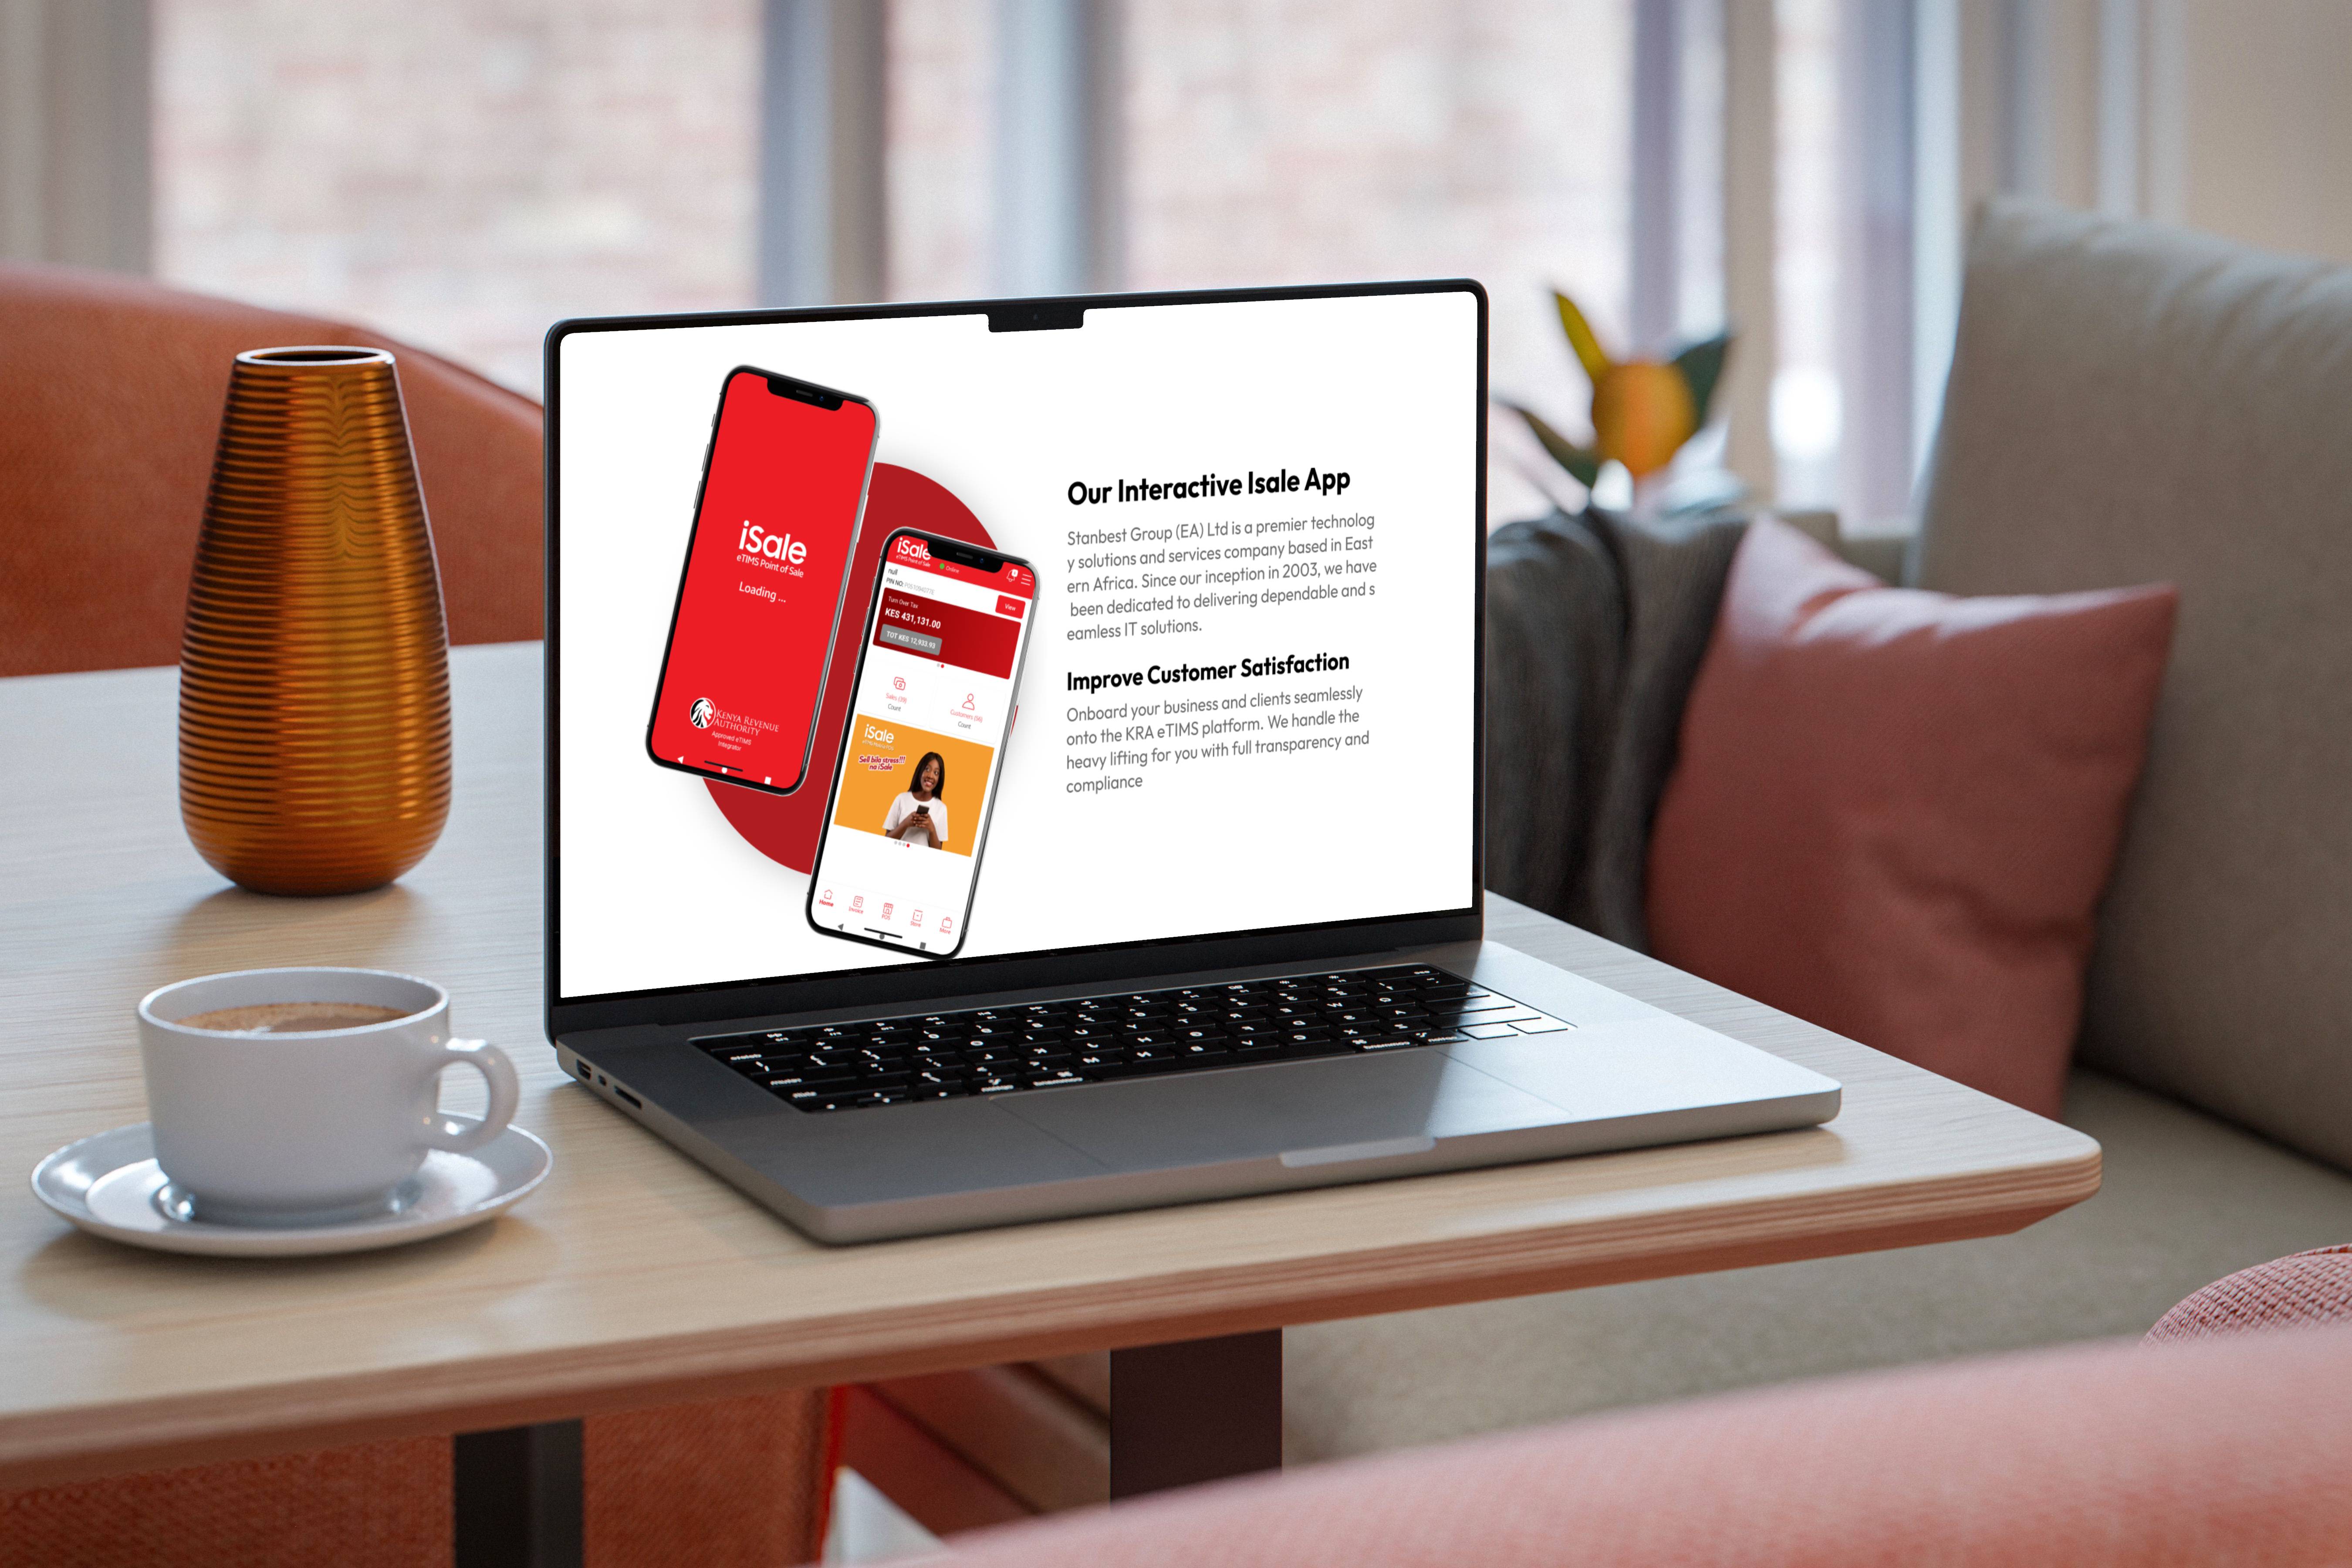 iSale
eTIMS Point of Sale
Loading ...
KENYA REVENUE
AUTHORITY
Approved eTIMS
Integrator
iSale
eTIMS Point of Sale
Online
null
PIN NO:
View
Turn Over Tax
KES 431,131.00
TOT KES 12,933.93
Sales
Count
Customers
Count
iSale
Sell bila stress!!!
na iSale
Home
Invoice
POS
Store
More
Our Interactive Isale App
Stanbest Group (EA) Ltd is a premier technolog
y solutions and services company based in East
ern Africa. Since our inception in 2003, we have
been dedicated to delivering dependable and s
eamless IT solutions.
Improve Customer Satisfaction
Onboard your business and clients seamlessly
onto the KRA eTIMS platform. We handle the
heavy lifting for you with full transparency and
compliance